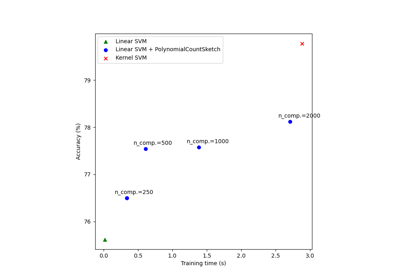 Linear SVM
Linear SVM + PolynomialCountSketch
Kernel SVM
79
78
77
76
Accuracy (%)
n_comp.=2000
n_comp.=500
n_comp.=1000
n_comp.=250
0.0 0.5 1.0 1.5 2.0 2.5 3.0
Training time (s)